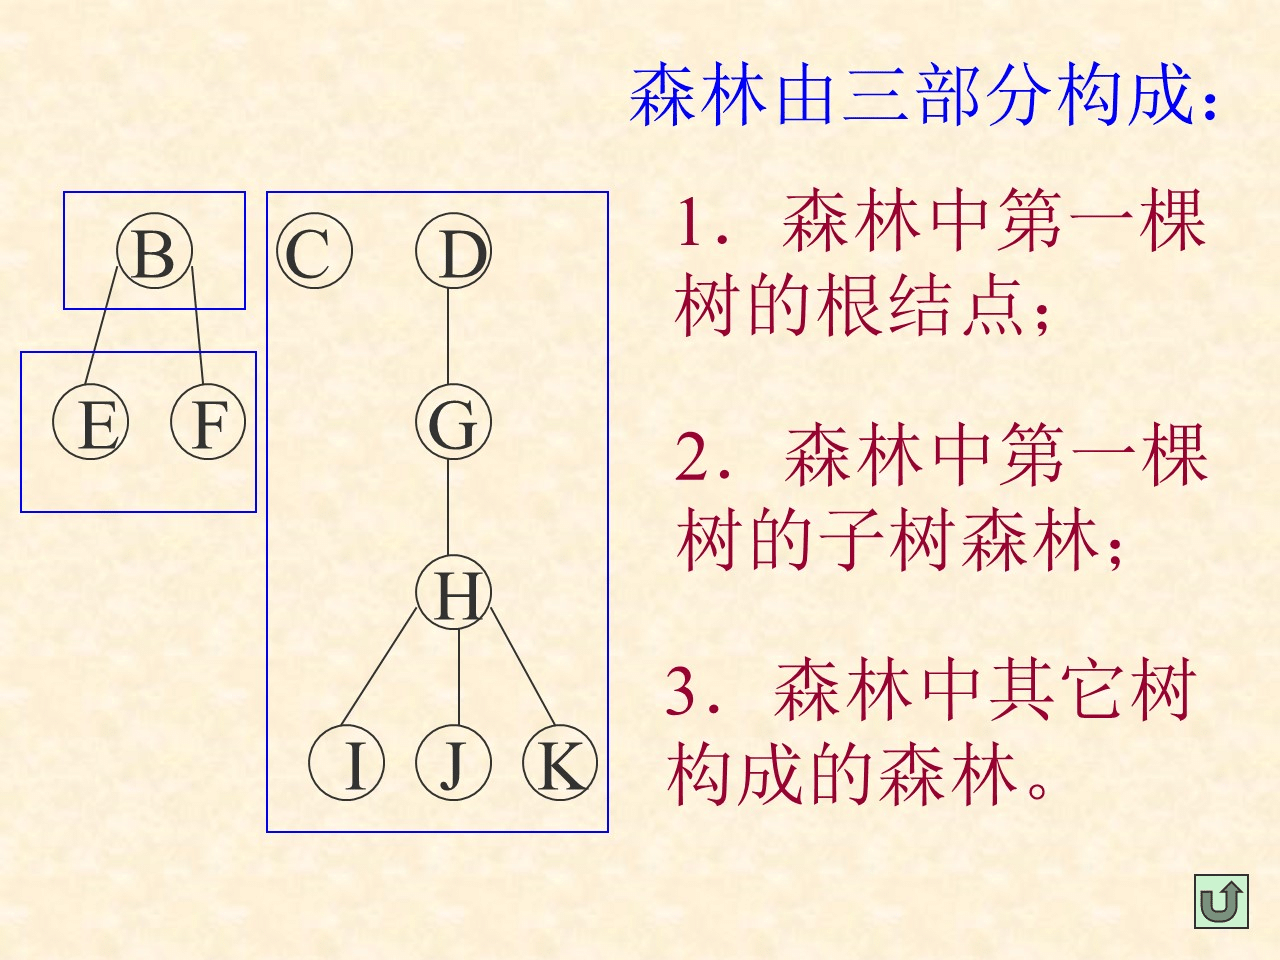 森林由三部分构成：
1． 森林中第一棵
树的根结点；
2． 森林中第一棵
树的子树森林；
3． 森林中其它树
构成的森林。
B C D
E F G
H
I J K